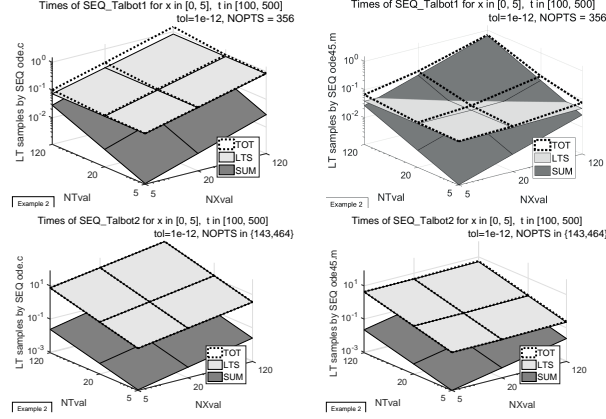 Times of SEQ_Talbot1 for x in [0, 5], t in [100, 500]
tol=1e-12, NOPTS = 356
LT samples by SEQ ode.c
10^0
10^-1
10^-2
120
20
5
NTval
5
20
120
NXval
TOT
LTS
SUM
Example 2
Times of SEQ_Talbot1 for x in [0, 5], t in [100, 500]
tol=1e-12, NOPTS = 356
LT samples by SEQ ode45.m
10^0
10^-1
10^-2
120
20
5
NTval
5
20
120
NXval
TOT
LTS
SUM
Example 2
Times of SEQ_Talbot2 for x in [0, 5], t in [100, 500]
tol=1e-12, NOPTS in {143,464}
LT samples by SEQ ode.c
10^1
10^-1
10^-3
120
20
5
NTval
5
20
120
NXval
TOT
LTS
SUM
Example 2
Times of SEQ_Talbot2 for x in [0, 5], t in [100, 500]
tol=1e-12, NOPTS in {143,464}
LT samples by SEQ ode45.m
10^1
10^-1
10^-3
120
20
5
NTval
5
20
120
NXval
TOT
LTS
SUM
Example 2